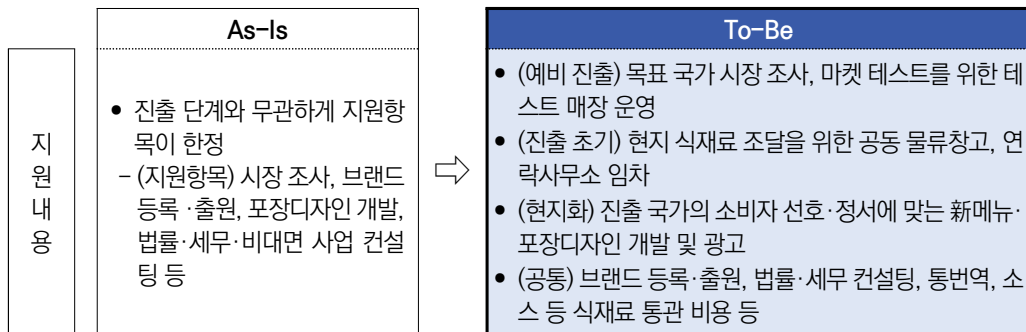 As-Is
To-Be
지
원
내
용
• 진출 단계와 무관하게 지원항
목이 한정
- (지원항목) 시장 조사, 브랜드
등록 ·출원, 포장디자인 개발,
법률·세무·비대면 사업 컨설
팅 등
⇨
• (예비 진출) 목표 국가 시장 조사, 마켓 테스트를 위한 테
스트 매장 운영
• (진출 초기) 현지 식재료 조달을 위한 공동 물류창고, 연
락사무소 임차
• (현지화) 진출 국가의 소비자 선호·정서에 맞는 新메뉴·
포장디자인 개발 및 광고
• (공통) 브랜드 등록·출원, 법률·세무 컨설팅, 통번역, 소
스 등 식재료 통관 비용 등